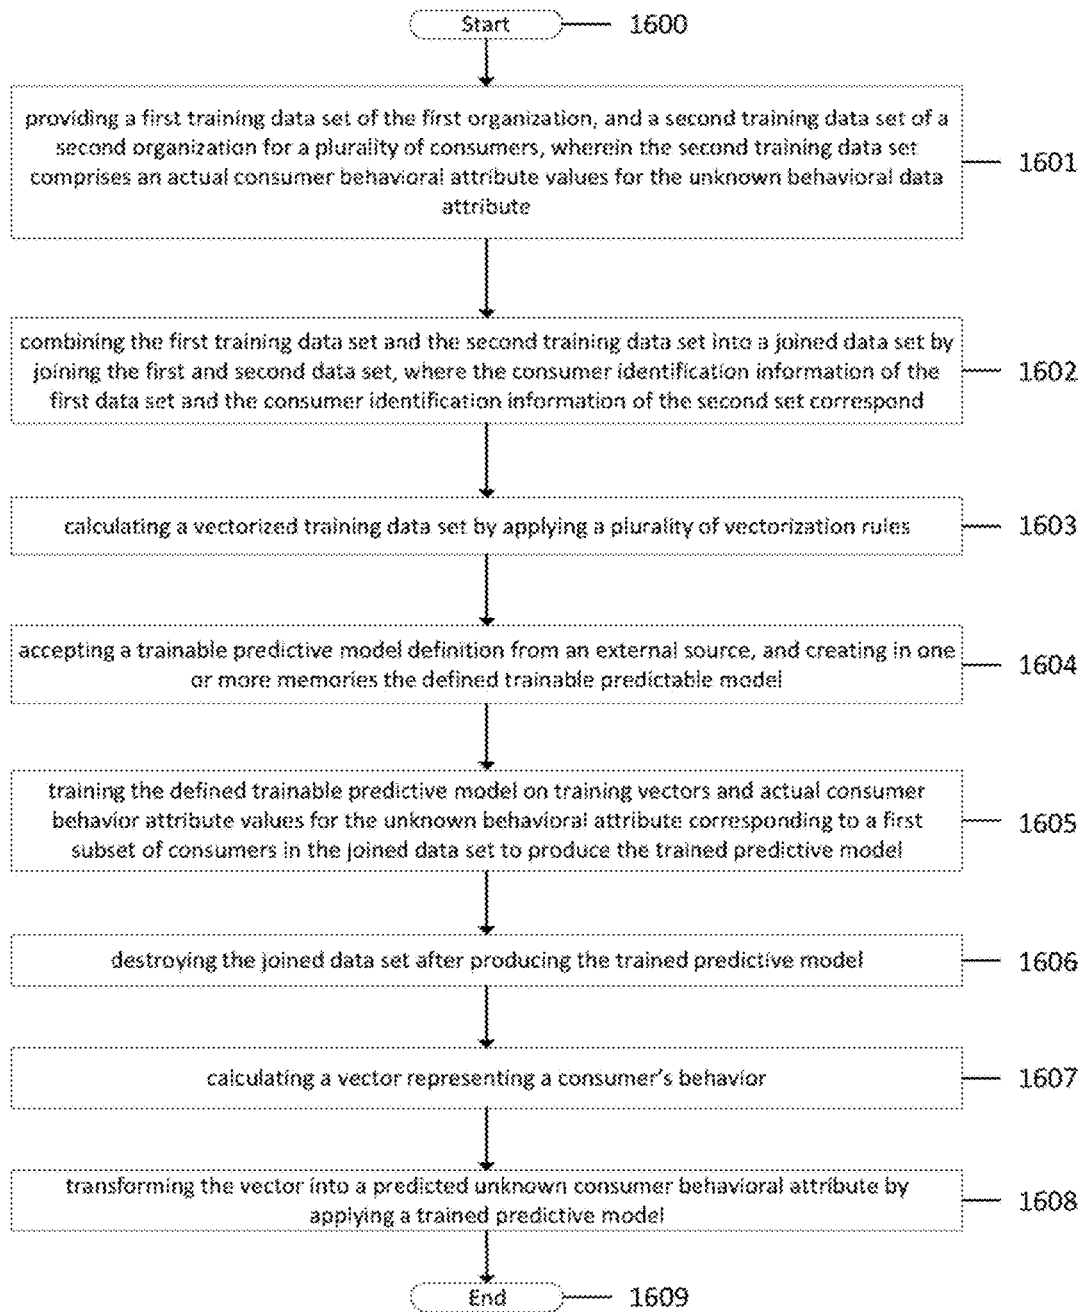 Start 1600
providing a first training data set of the first organization, and a second training data set of a
second organization for a plurality of consumers, wherein the second training data set
comprises an actual consumer behavioral attribute values for the unknown behavioral data
attribute
1601
combining the first training data set and the second training data set into a joined data set by
joining the first and second data set, where the consumer identification information of the
first data set and the consumer identification information of the second set correspond
1602
calculating a vectorized training data set by applying a plurality of vectorization rules
1603
accepting a trainable predictive model definition from an external source, and creating in one
or more memories the defined trainable predictable model
1604
training the defined trainable predictive model on training vectors and actual consumer
behavior attribute values for the unknown behavioral attribute corresponding to a first
subset of consumers in the joined data set to produce the trained predictive model
1605
destroying the joined data set after producing the trained predictive model
1606
calculating a vector representing a consumer's behavior
1607
transforming the vector into a predicted unknown consumer behavioral attribute by
applying a trained predictive model
1608
End 1609